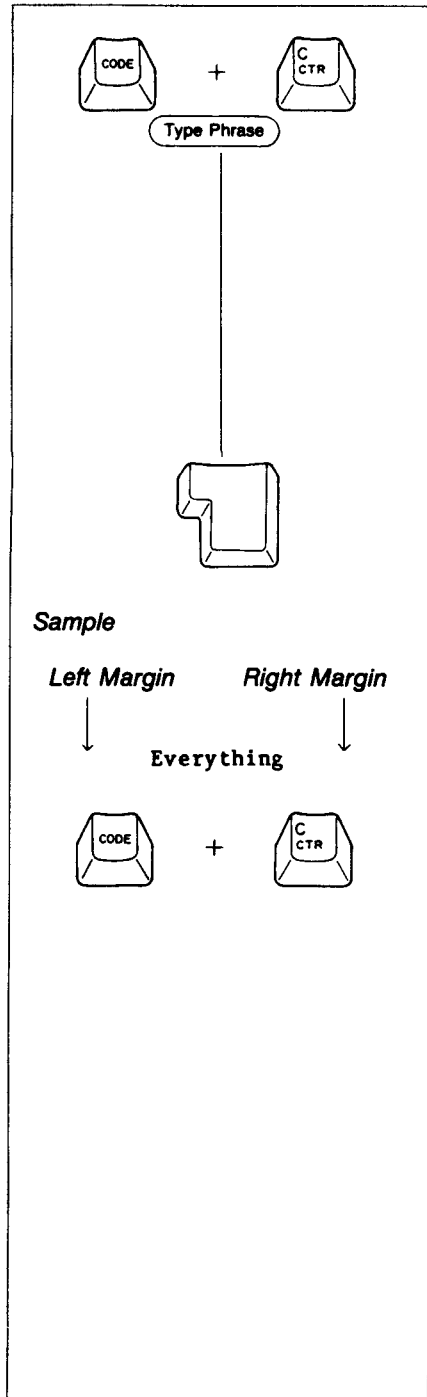 CODE + C
CTR
Type Phrase
Sample
Left Margin Right Margin
Everything
CODE + C
CTR